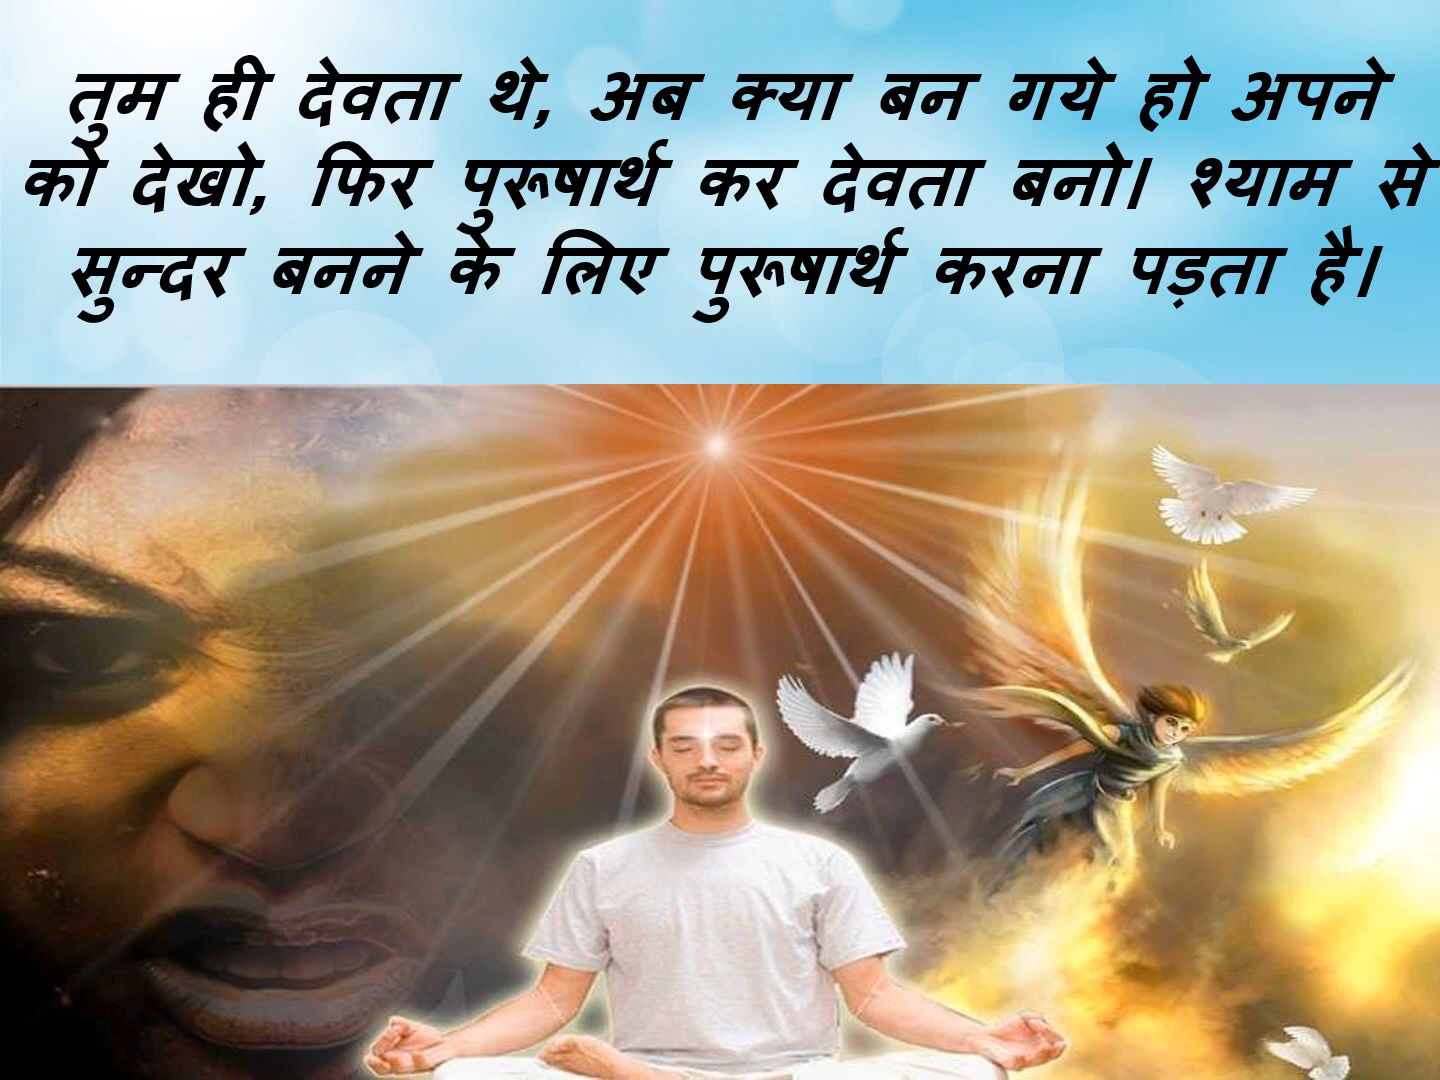 तुम ही देवता थे, अब क्या बन गये हो अपने
को देखो, फिर पुरूषार्थ कर देवता बनो। श्याम से
सुन्दर बनने के लिए पुरूषार्थ करना पड़ता है।